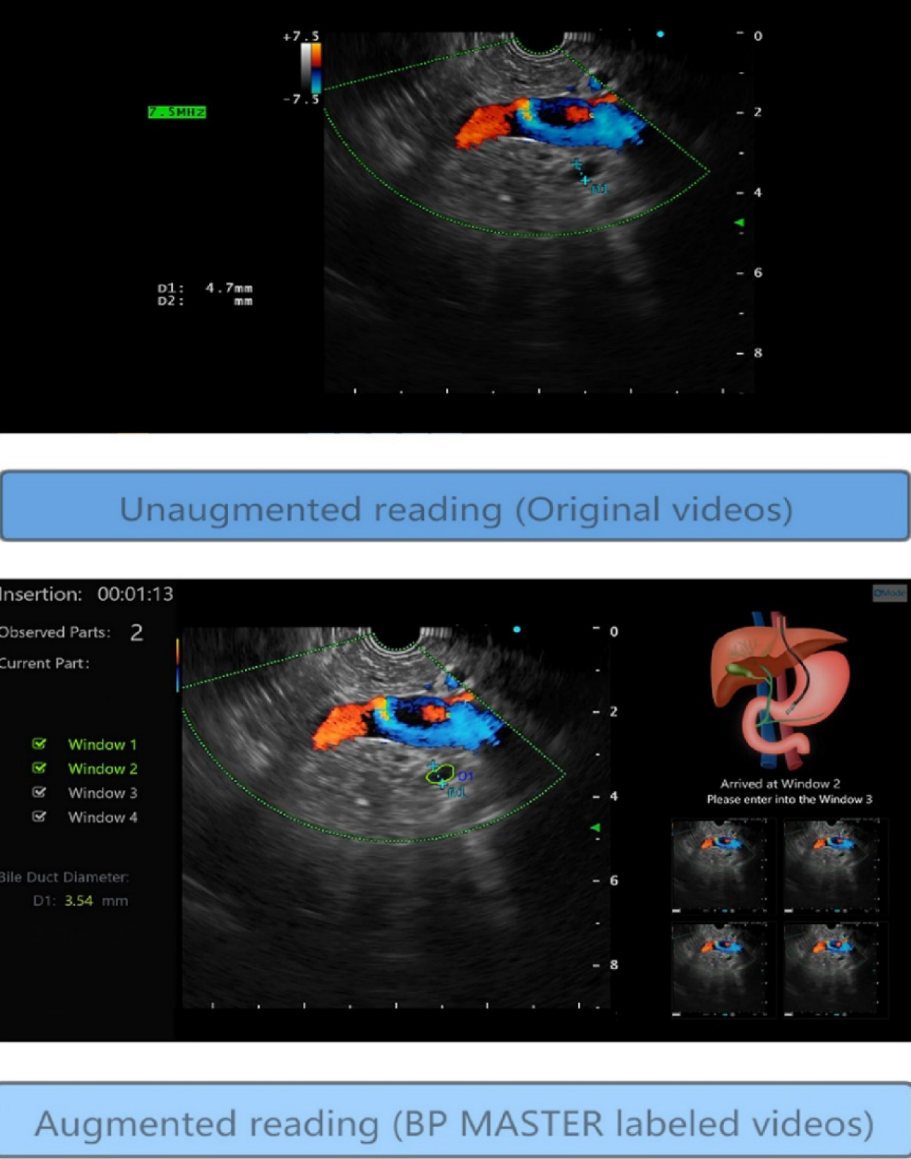 +7.5
-7.5
7.5MHz
0
2
4
6
8
D1
D1: 4.7mm
D2: mm
Unaugmented reading (Original videos)
Insertion: 00:01:13
Observed Parts: 2
Current Part:
Window 1
Window 2
Window 3
Window 4
Bile Duct Diameter:
D1: 3.54 mm
0
2
4
6
8
D1
Arrived at Window 2
Please enter into the Window 3
Augmented reading (BP MASTER labeled videos)